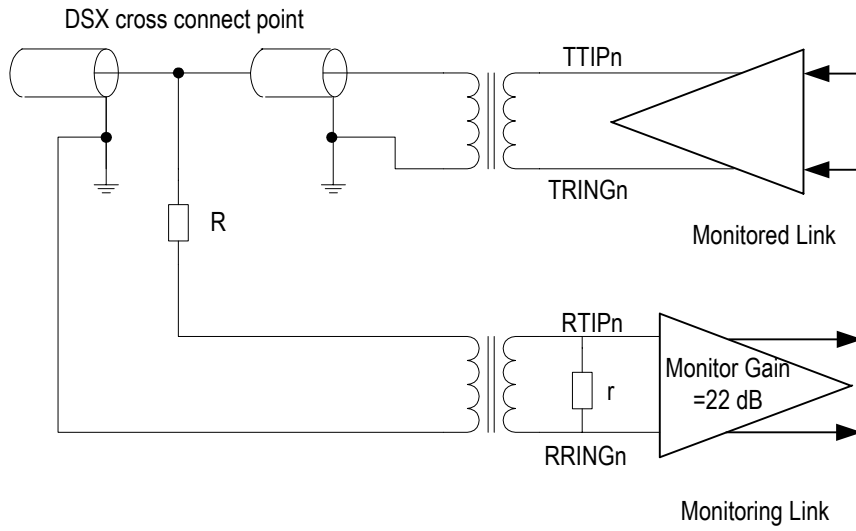 DSX cross connect point
TTIPn
TRINGn
R
Monitored Link
RTIPn
Monitor Gain
=22 dB
r
RRINGn
Monitoring Link